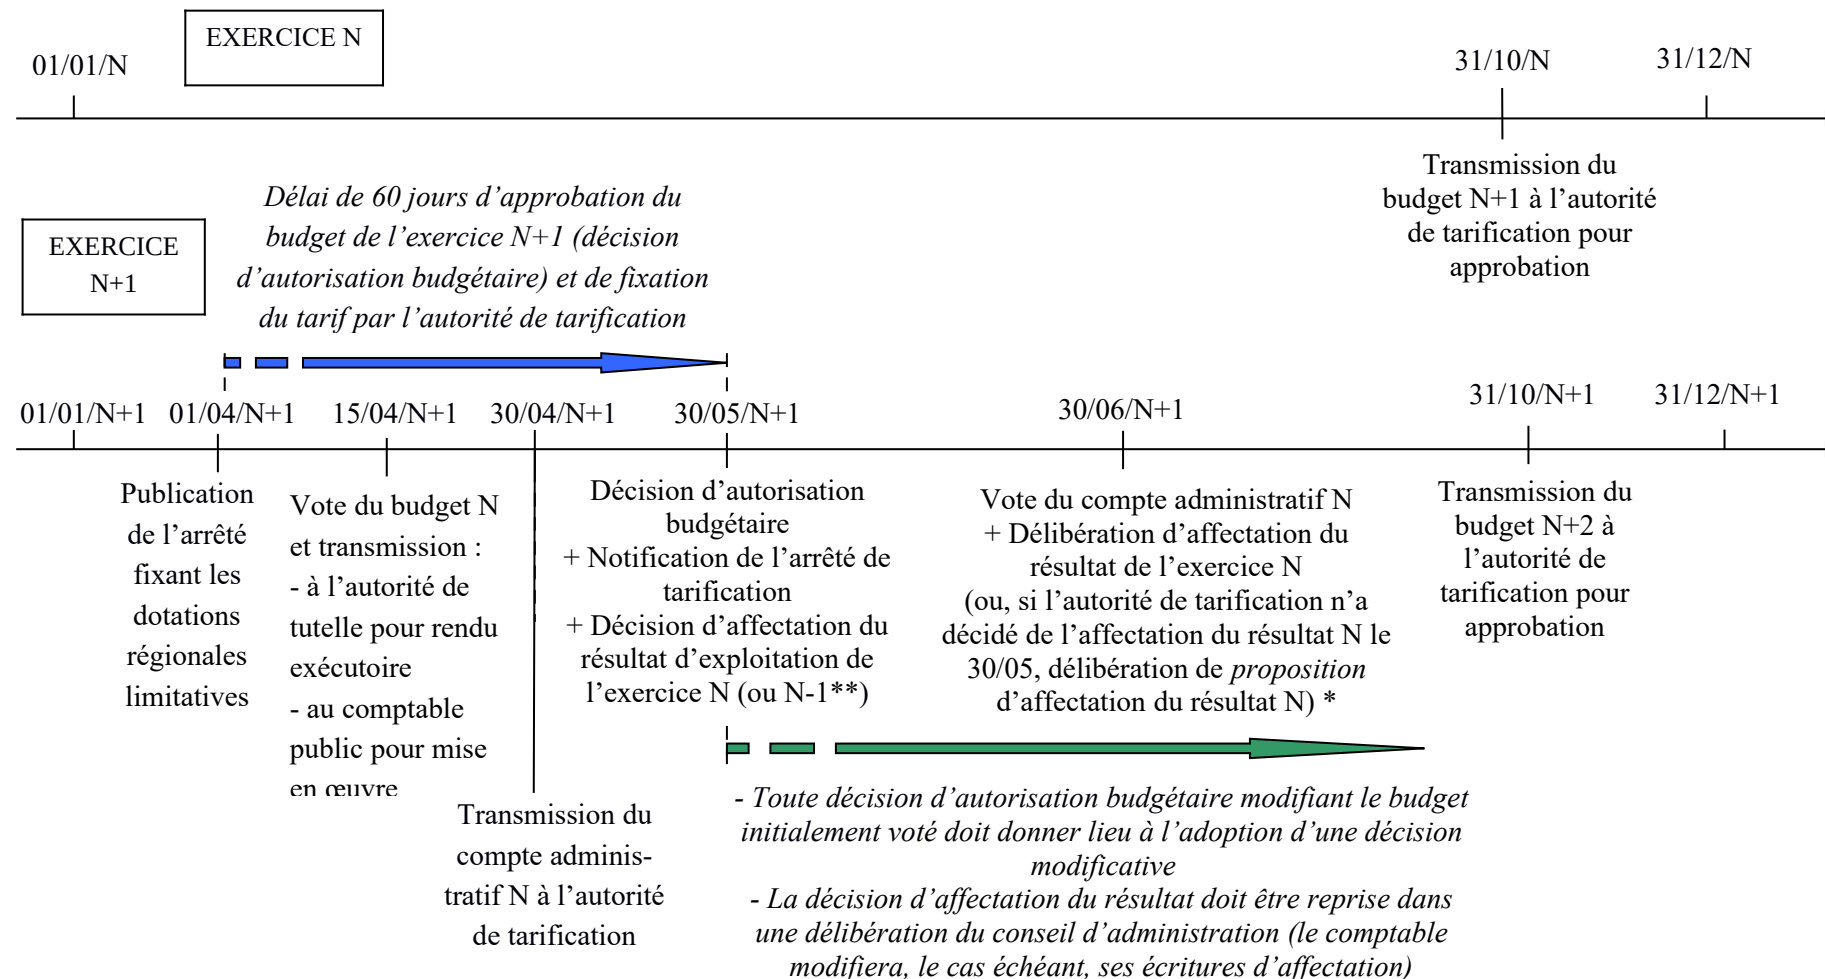 EXERCICE N
01/01/N
31/10/N
31/12/N
Transmission du
budget N+1 à l’autorité
de tarification pour
approbation
EXERCICE
N+1
Délai de 60 jours d’approbation du
budget de l’exercice N+1 (décision
d’autorisation budgétaire) et de fixation
du tarif par l’autorité de tarification
01/01/N+1
01/04/N+1
15/04/N+1
30/04/N+1
30/05/N+1
30/06/N+1
31/10/N+1
31/12/N+1
Publication
de l’arrêté
fixant les
dotations
régionales
limitatives
Vote du budget N
et transmission :
- à l’autorité de
tutelle pour rendu
exécutoire
- au comptable
public pour mise
en œuvre
Transmission du
compte adminis-
tratif N à l’autorité
de tarification
Décision d’autorisation
budgétaire
+ Notification de l’arrêté de
tarification
+ Décision d’affectation du
résultat d’exploitation de
l’exercice N (ou N-1**)
Vote du compte administratif N
+ Délibération d’affectation du
résultat de l’exercice N
(ou, si l’autorité de tarification n’a
décidé de l’affectation du résultat N le
30/05, délibération de proposition
d’affectation du résultat N) *
Transmission du
budget N+2 à
l’autorité de
tarification pour
approbation
- Toute décision d’autorisation budgétaire modifiant le budget
initialement voté doit donner lieu à l’adoption d’une décision
modificative
- La décision d’affectation du résultat doit être reprise dans
une délibération du conseil d’administration (le comptable
modifiera, le cas échéant, ses écritures d’affectation)